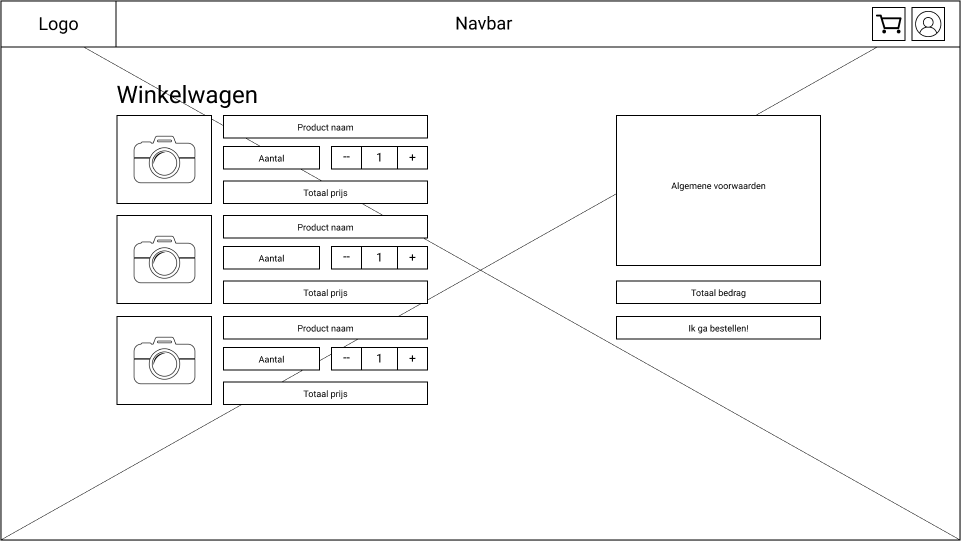 Logo
Navbar
Winkelwagen
Product naam
Aantal
-- 1 +
Totaal prijs
Product naam
Aantal
-- 1 +
Totaal prijs
Product naam
Aantal
-- 1 +
Totaal prijs
Algemene voorwaarden
Totaal bedrag
Ik ga bestellen!